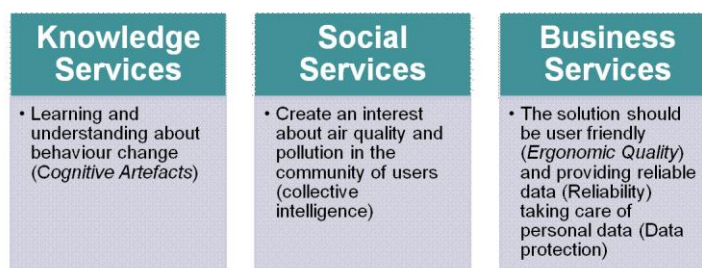 Knowledge
Services
• Learning and
understanding about
behaviour change
(Cognitive Artefacts)
Social
Services
• Create an interest
about air quality and
pollution in the
community of users
(collective
intelligence)
Business
Services
• The solution should
be user friendly
(Ergonomic Quality)
and providing reliable
data (Reliability)
taking care of
personal data (Data
protection)